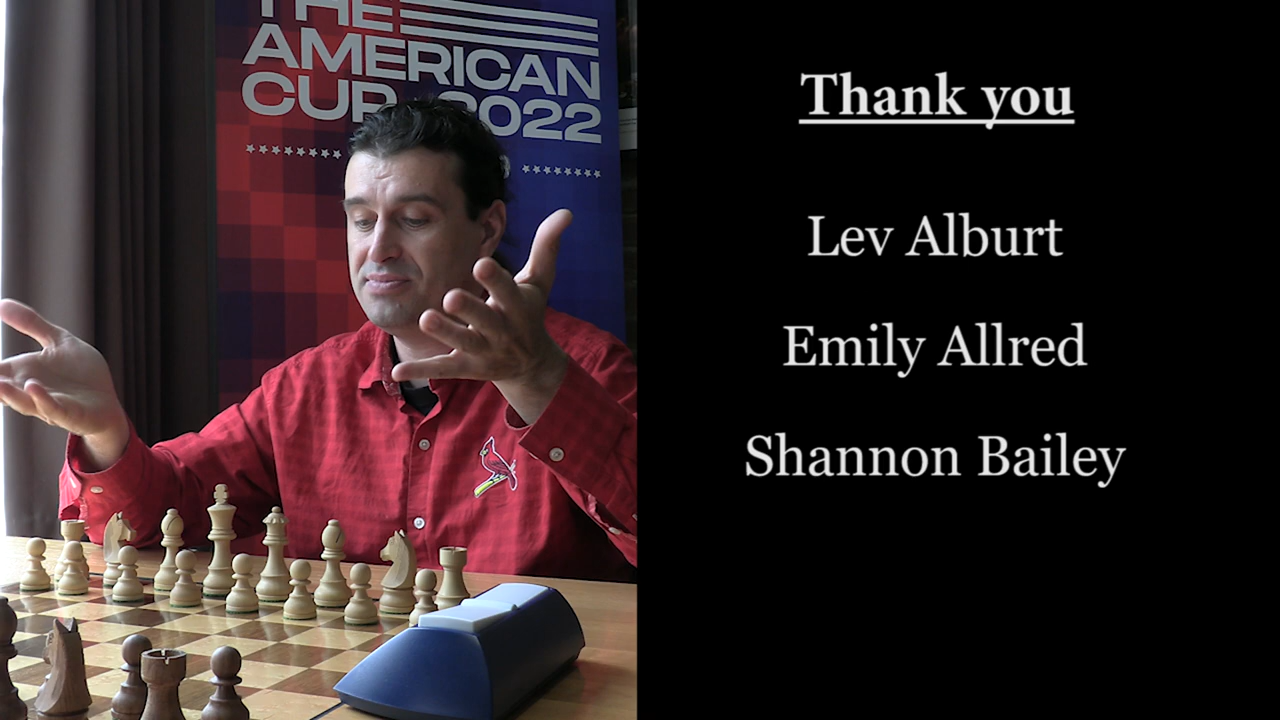 THE
AMERICAN
CUP 2022
Thank you
Lev Alburt
Emily Allred
Shannon Bailey